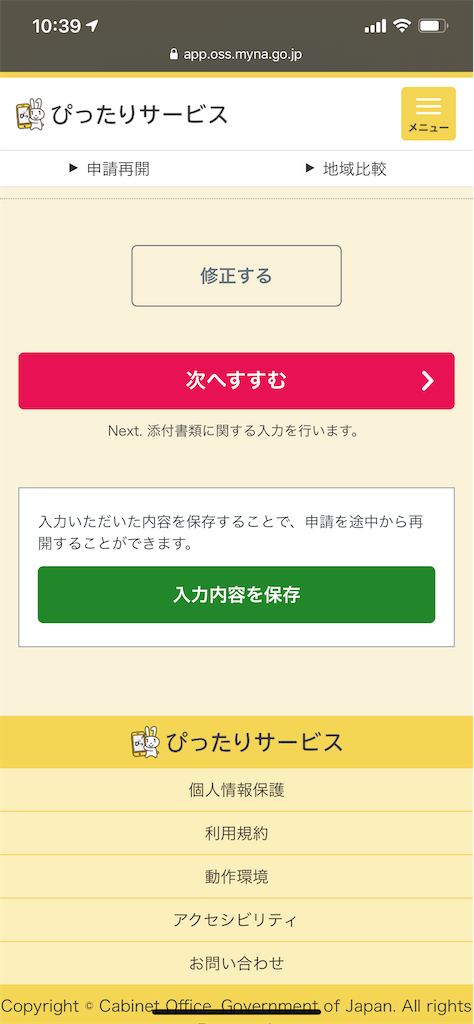 10:39
app.oss.myna.go.jp
ぴったりサービス
メニュー
▶ 申請再開
▶ 地域比較
修正する
次へすすむ
Next. 添付書類に関する入力を行います。
入力いただいた内容を保存することで、申請を途中から再
開することができます。
入力内容を保存
ぴったりサービス
個人情報保護
利用規約
動作環境
アクセシビリティ
お問い合わせ
Copyright © Cabinet Office, Government of Japan. All rights